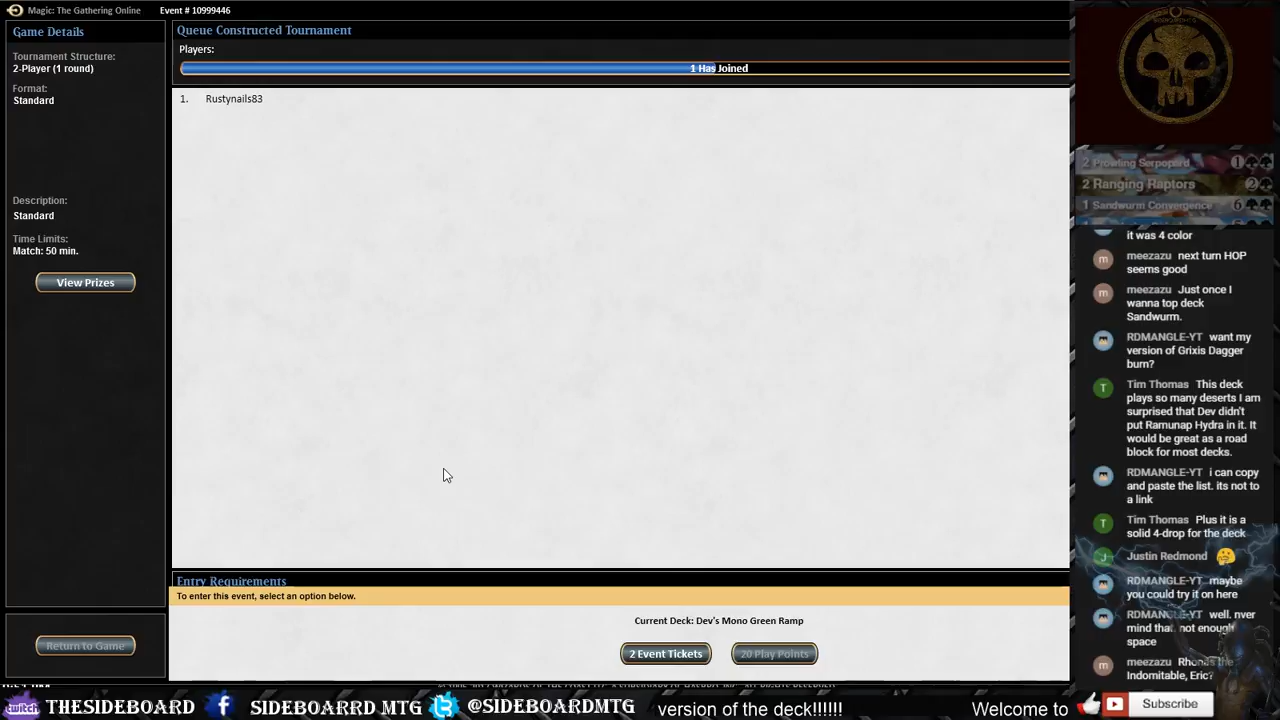 Magic: The Gathering Online
Event # 10999446
Game Details
Tournament Structure:
2-Player (1 round)
Format:
Standard
Description:
Standard
Time Limits:
Match: 50 min.
View Prizes
Return to Game
Queue Constructed Tournament
Players:
1 Has Joined
1. Rustynails83
Entry Requirements
To enter this event, select an option below.
Current Deck: Dev's Mono Green Ramp
2 Event Tickets
20 Play Points
2 Prowling Serpopard 1
2 Ranging Raptors 2
1 Sandwurm Convergence 6
it was 4 color
meezazu next turn HOP
seems good
meezazu Just once I
wanna top deck
Sandwurm.
RDMANGLE-YT want my
version of Grixis Dagger
burn?
Tim Thomas This deck
plays so many deserts I am
surprised that Dev didn't
put Ramunap Hydra in it. It
would be great as a road
block for most decks.
RDMANGLE-YT i can copy
and paste the list. its not to
a link
Tim Thomas Plus it is a
solid 4-drop for the deck
Justin Redmond
RDMANGLE-YT maybe
you could try it on here
RDMANGLE-YT well. nver
mind that. not enough
space
meezazu Rhonas the
Indomitable, Eric?
twitch THESIDEBOARD
SIDEBOARRD MTG
@SIDEBOARDMTG
version of the deck!!!!!!
Welcome to
Subscribe